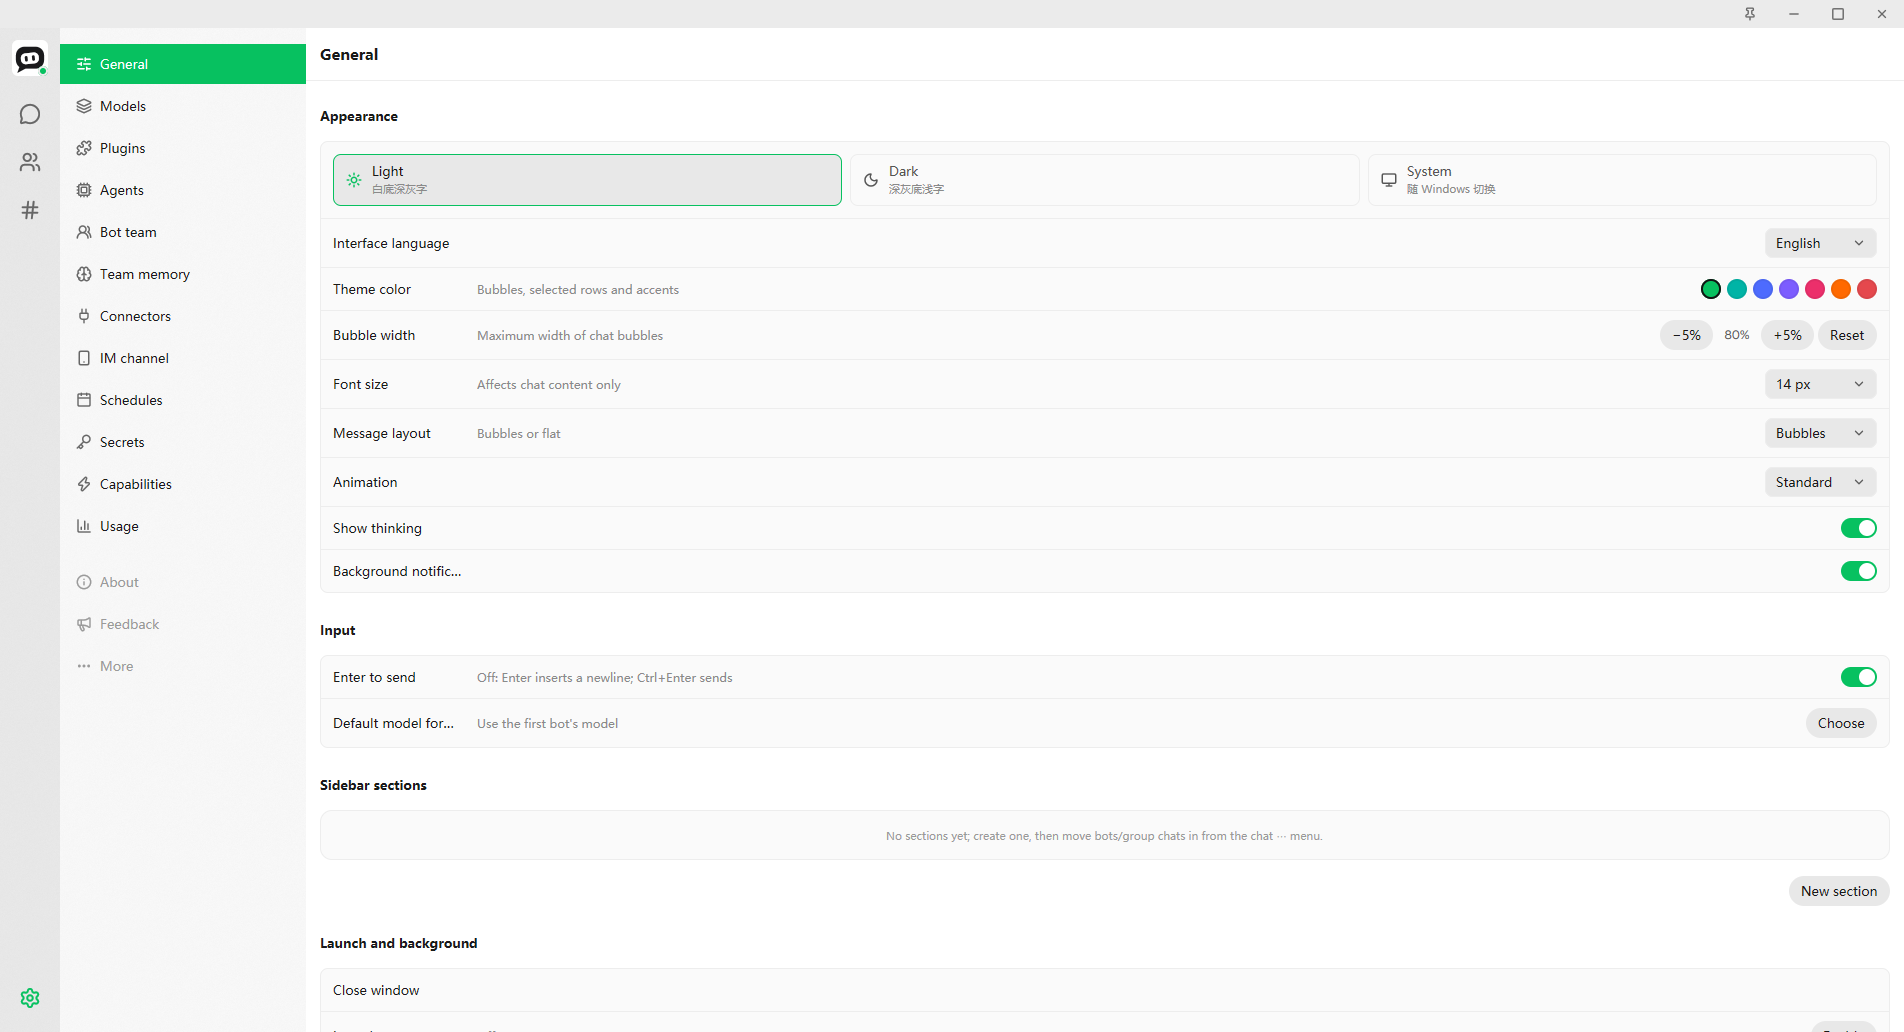 General
General
Models
Plugins
Agents
Bot team
Team memory
Connectors
IM channel
Schedules
Secrets
Capabilities
Usage
About
Feedback
More
Appearance
Light
白底深灰字
Dark
深灰底浅字
System
随 Windows 切换
Interface language
English
Theme color
Bubbles, selected rows and accents
Bubble width
Maximum width of chat bubbles
−5%
80%
+5%
Reset
Font size
Affects chat content only
14 px
Message layout
Bubbles or flat
Bubbles
Animation
Standard
Show thinking
Background notific...
Input
Enter to send
Off: Enter inserts a newline; Ctrl+Enter sends
Default model for...
Use the first bot's model
Choose
Sidebar sections
No sections yet; create one, then move bots/group chats in from the chat ··· menu.
New section
Launch and background
Close window